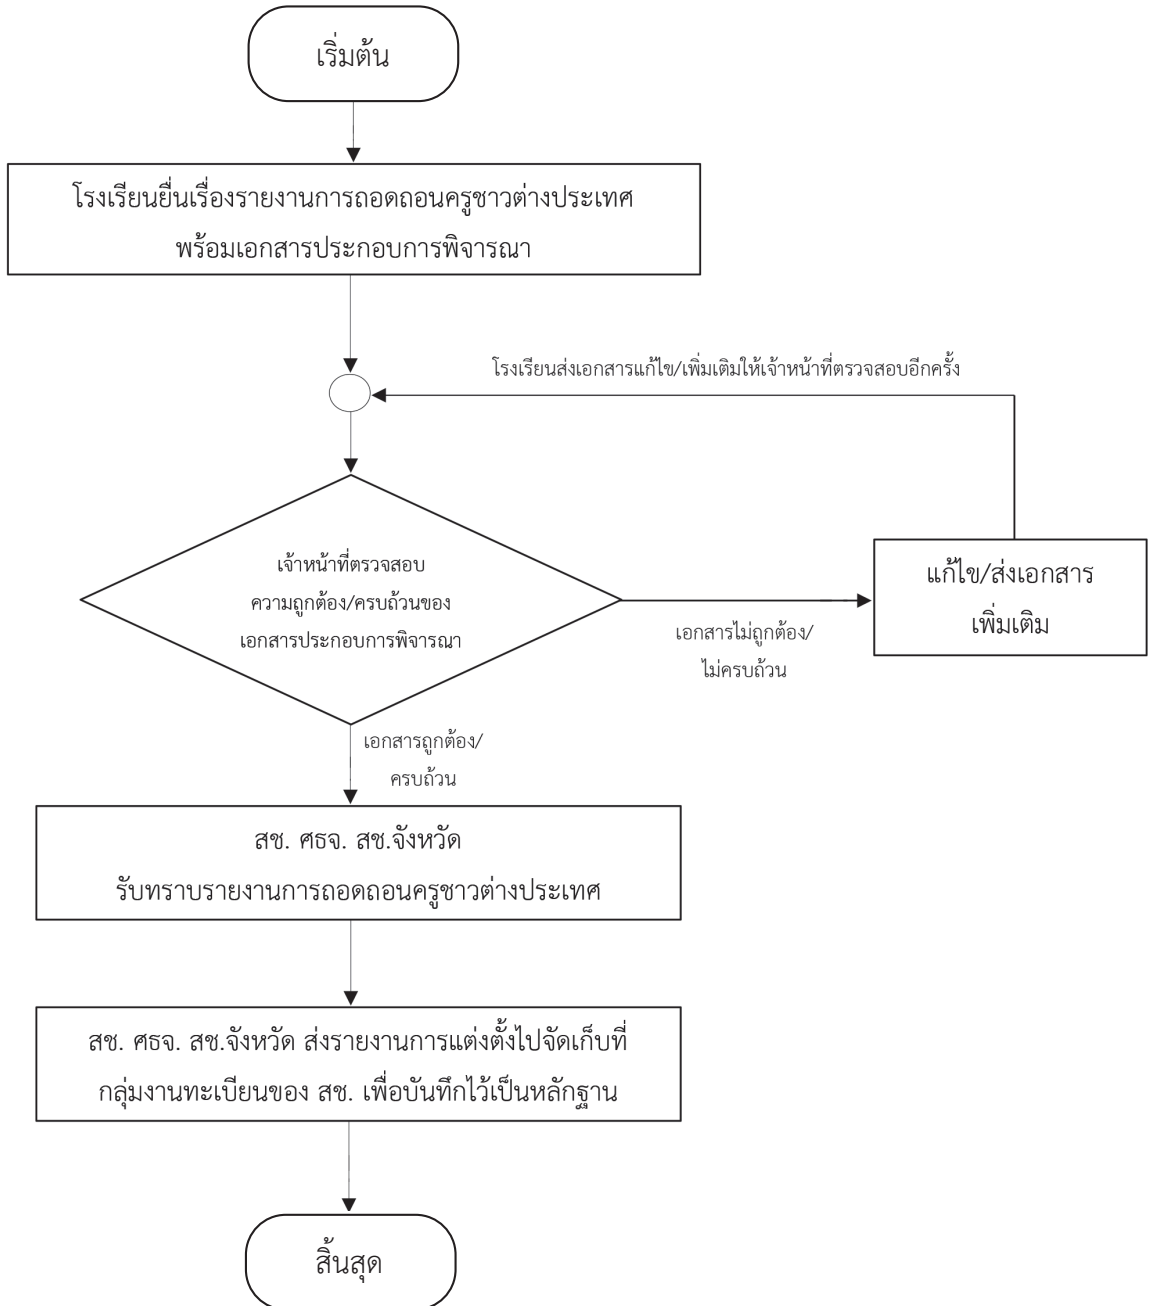 เริ่มต้น
โรงเรียนยื่นเรื่องรายงานการถอดถอนครูชาวต่างประเทศ
พร้อมเอกสารประกอบการพิจารณา
โรงเรียนส่งเอกสารแก้ไข/เพิ่มเติมให้เจ้าหน้าที่ตรวจสอบอีกครั้ง
เจ้าหน้าที่ตรวจสอบ
ความถูกต้อง/ครบถ้วนของ
เอกสารประกอบการพิจารณา
เอกสารไม่ถูกต้อง/
ไม่ครบถ้วน
แก้ไข/ส่งเอกสาร
เพิ่มเติม
เอกสารถูกต้อง/
ครบถ้วน
สช. ศธจ. สช.จังหวัด
รับทราบรายงานการถอดถอนครูชาวต่างประเทศ
สช. ศธจ. สช.จังหวัด ส่งรายงานการแต่งตั้งไปจัดเก็บที่
กลุ่มงานทะเบียนของ สช. เพื่อบันทึกไว้เป็นหลักฐาน
สิ้นสุด